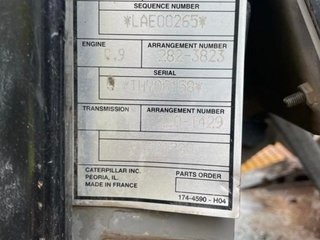 SEQUENCE NUMBER
*LAE00265*
ENGINE ARRANGEMENT NUMBER
282-3823
SERIAL
TRANSMISSION ARRANGEMENT NUMBER
CATERPILLAR INC. PARTS ORDER
PEORIA, IL
MADE IN FRANCE
174-4590 - H04